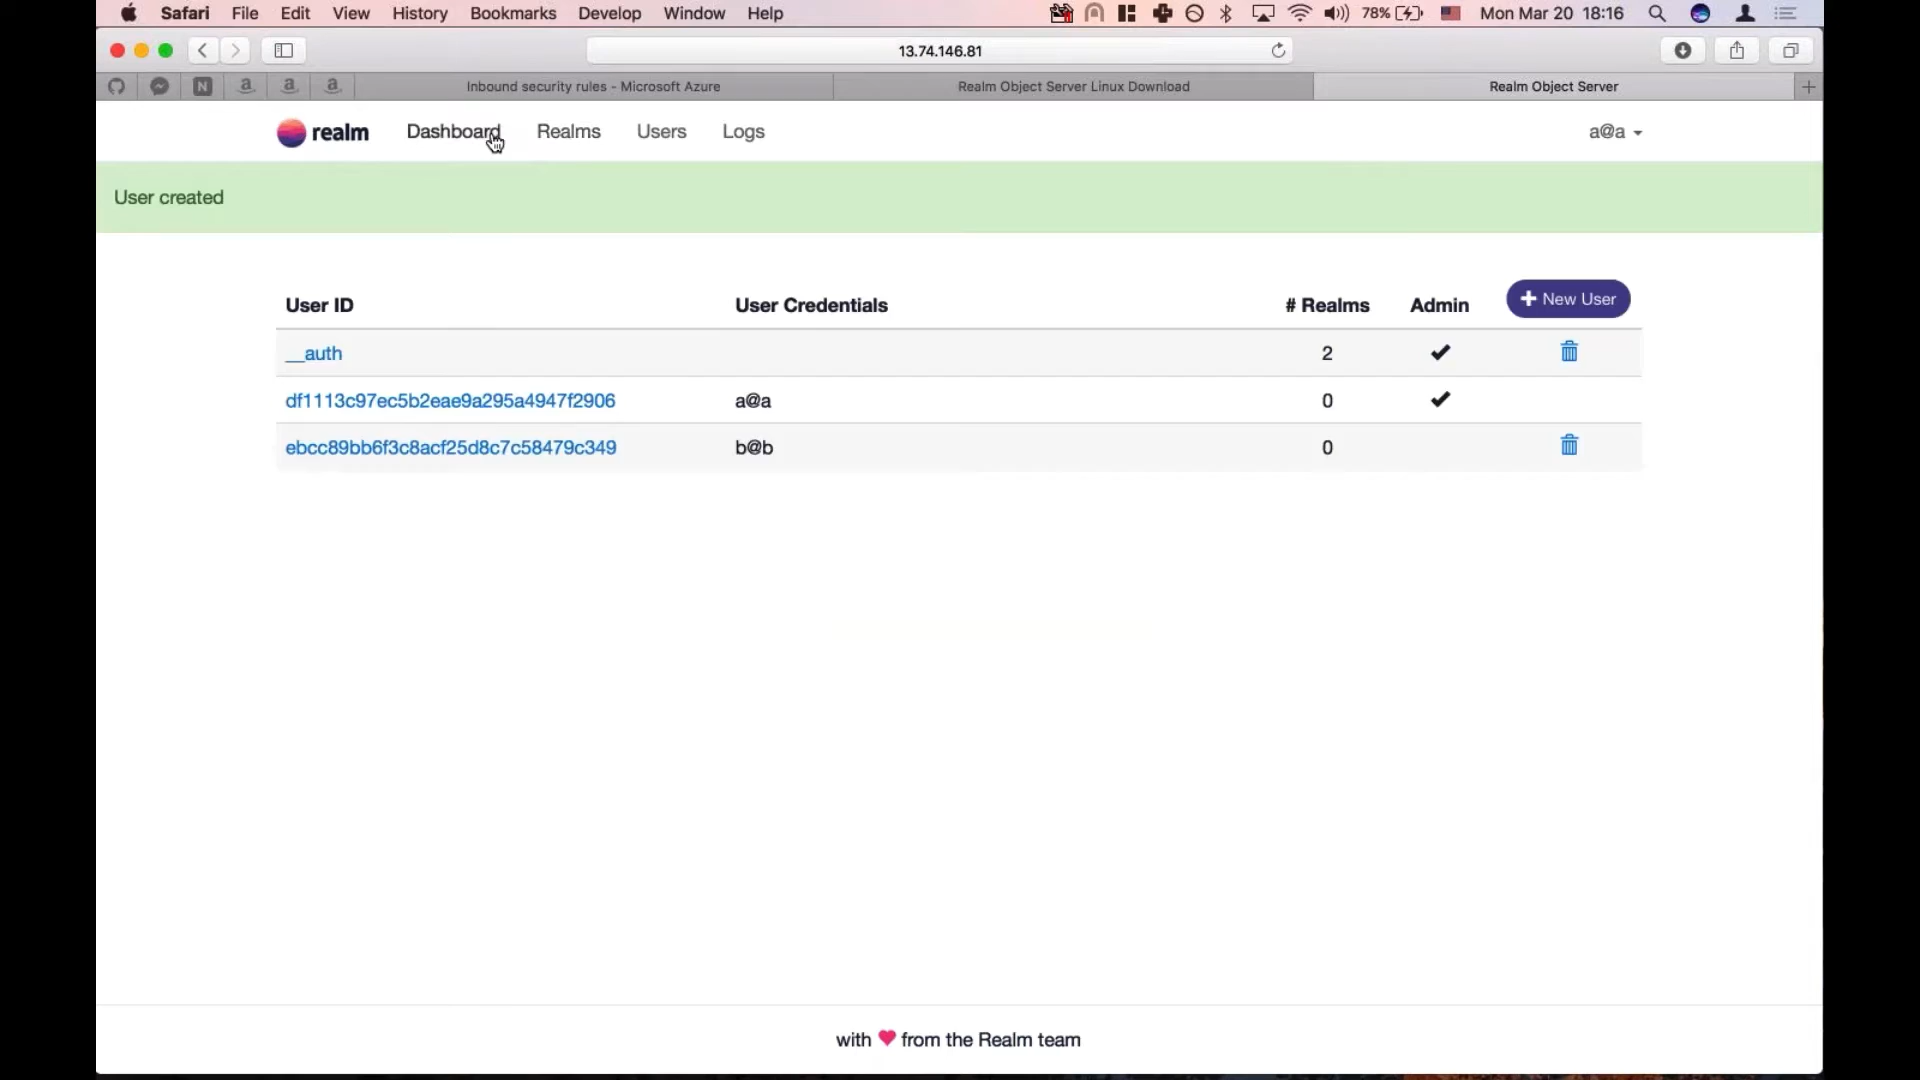 Safari File Edit View History Bookmarks Develop Window Help 78% Mon Mar 20 18:16
13.74.146.81
N a a a Inbound security rules - Microsoft Azure Realm Object Server Linux Download Realm Object Server
realm Dashboard Realms Users Logs a@a
User created
User ID User Credentials # Realms Admin New User
__auth 2
df1113c97ec5b2eae9a295a4947f2906 a@a 0
ebcc89bb6f3c8acf25d8c7c58479c349 b@b 0
with ❤ from the Realm team